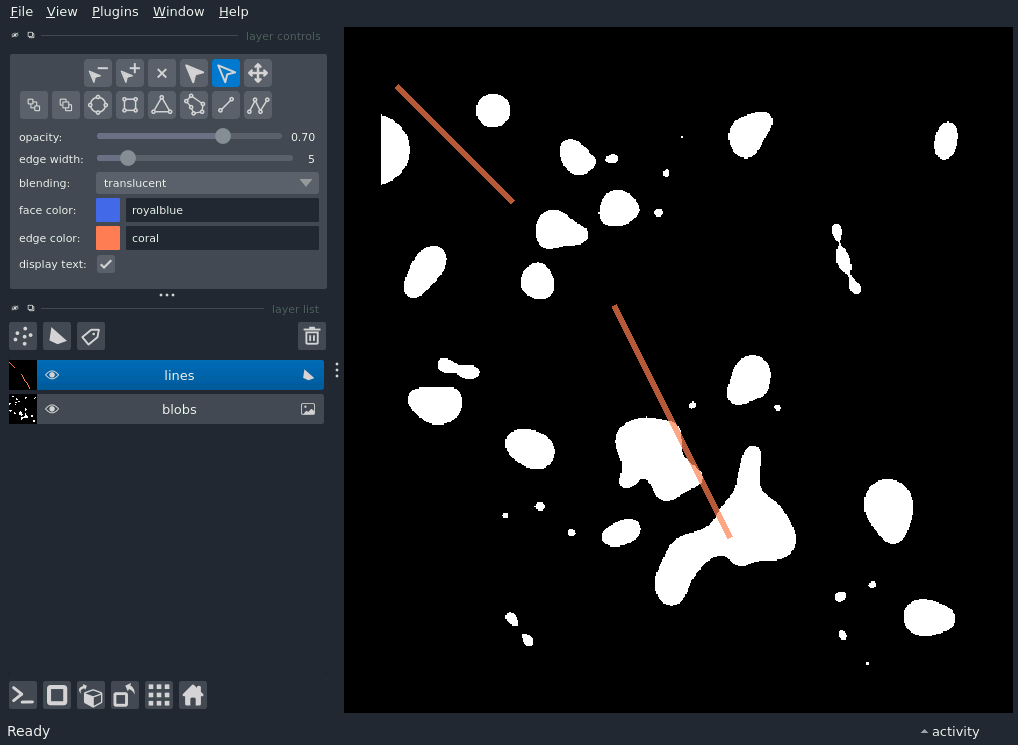 File View Plugins Window Help
layer controls
opacity: 0.70
edge width: 5
blending: translucent
face color: royalblue
edge color: coral
display text:
layer list
lines
blobs
Ready activity